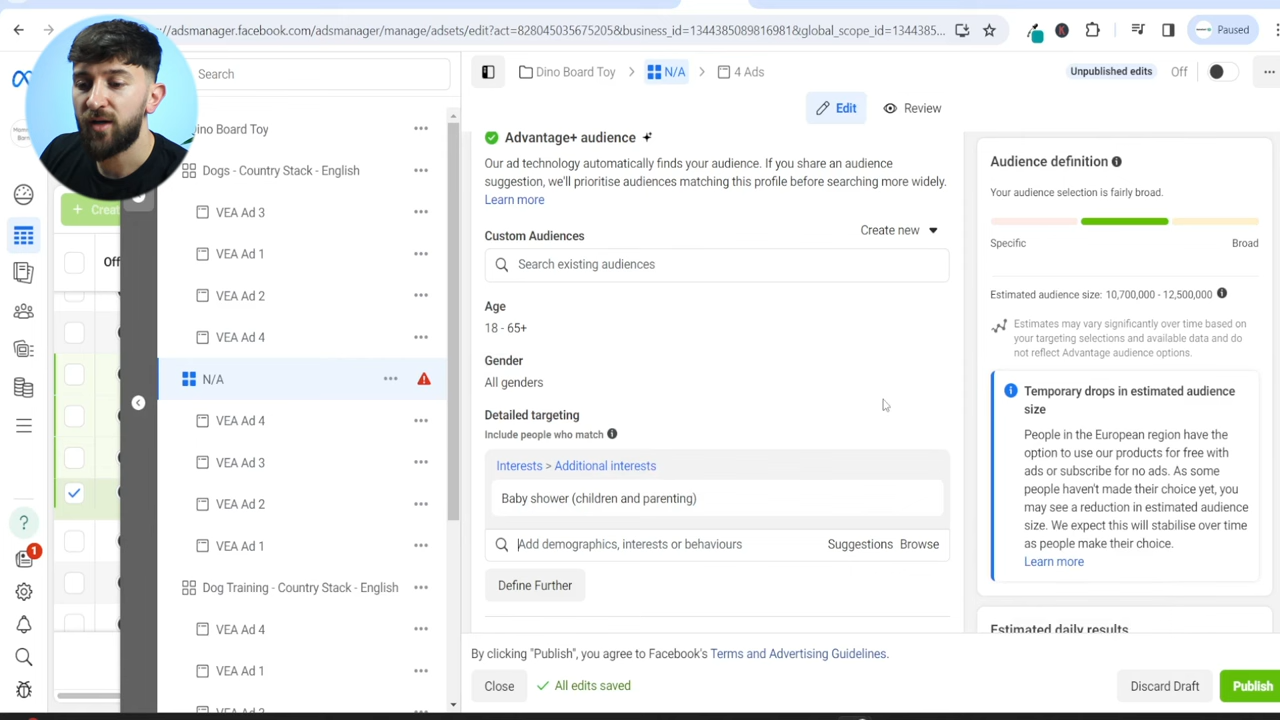 ://adsmanager.facebook.com/adsmanager/manage/adsets/edit?act=828145035675205&business_id=1344385089816981&global_scope_id=1344385...
Paused
Search
Dino Board Toy
N/A
4 Ads
Unpublished edits
Off
Edit
Review
Dino Board Toy
Dogs - Country Stack - English
VEA Ad 3
VEA Ad 1
VEA Ad 2
VEA Ad 4
N/A
VEA Ad 4
VEA Ad 3
VEA Ad 2
VEA Ad 1
Dog Training - Country Stack - English
VEA Ad 4
VEA Ad 1
Off
1
Advantage+ audience
Our ad technology automatically finds your audience. If you share an audience
suggestion, we'll prioritise audiences matching this profile before searching more widely.
Learn more
Custom Audiences
Create new
Search existing audiences
Age
18 - 65+
Gender
All genders
Detailed targeting
Include people who match
Interests > Additional interests
Baby shower (children and parenting)
Add demographics, interests or behaviours
Suggestions
Browse
Define Further
Audience definition
Your audience selection is fairly broad.
Specific
Broad
Estimated audience size: 10,700,000 - 12,500,000
Estimates may vary significantly over time based on
your targeting selections and available data and do
not reflect Advantage audience options.
Temporary drops in estimated audience
size
People in the European region have the
option to use our products for free with
ads or subscribe for no ads. As some
people haven't made their choice yet, you
may see a reduction in estimated audience
size. We expect this will stabilise over time
as people make their choice.
Learn more
Estimated daily results
By clicking "Publish", you agree to Facebook's Terms and Advertising Guidelines.
Close
All edits saved
Discard Draft
Publish